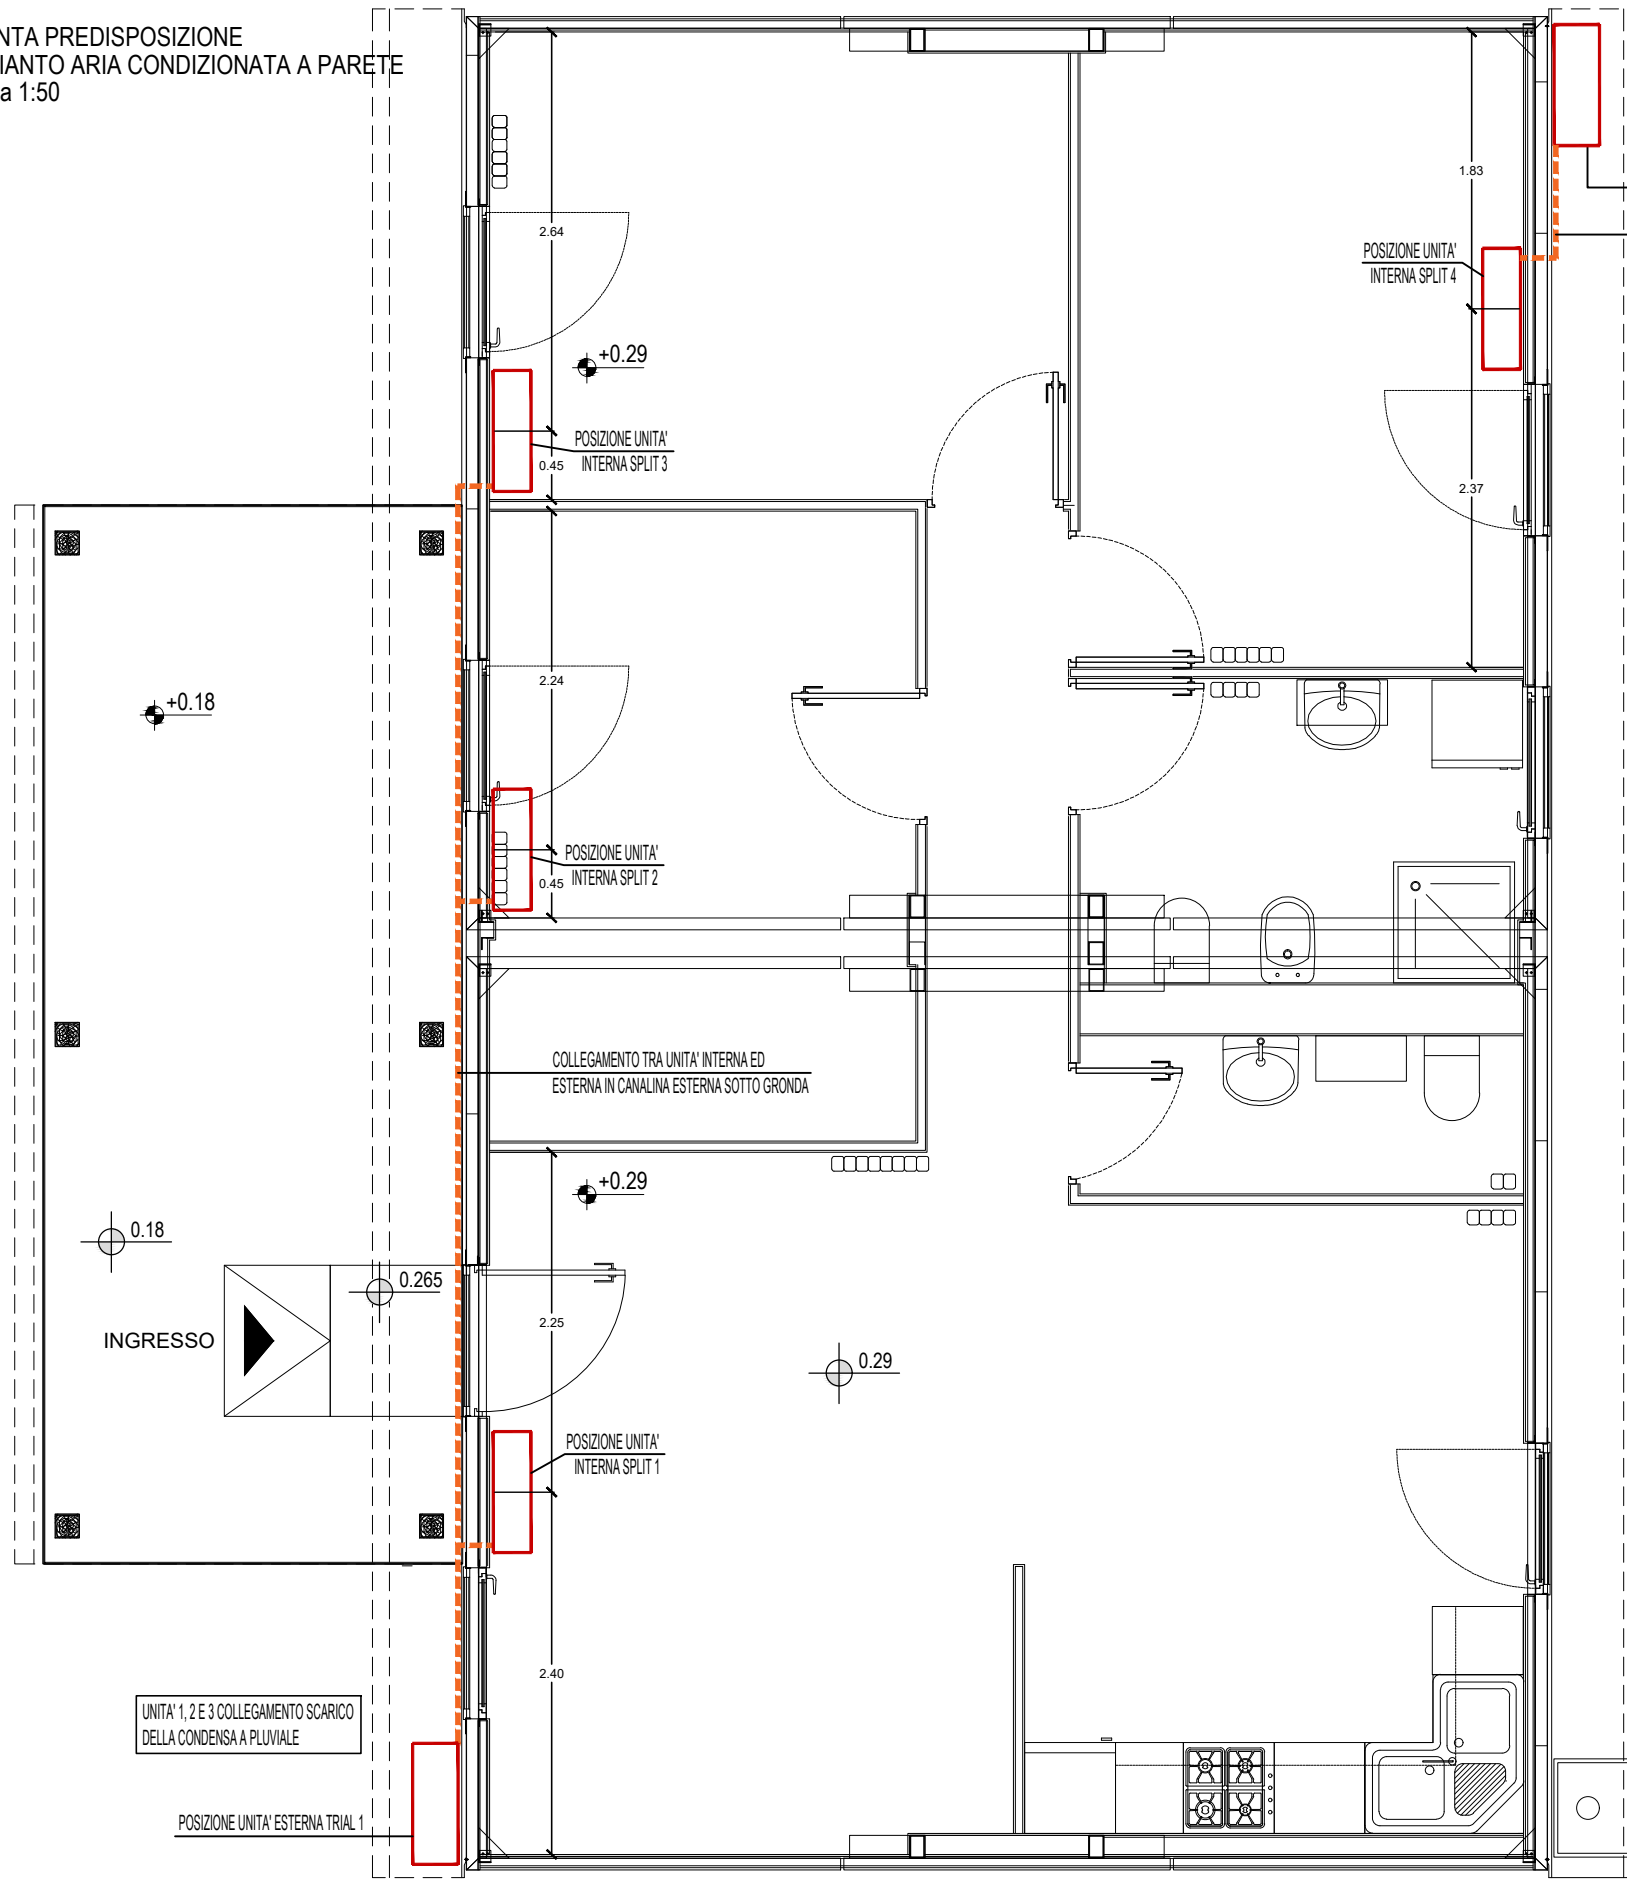 NTA PREDISPOSIZIONE
IANTO ARIA CONDIZIONATA A PARETE
a 1:50
1.83
2.64
POSIZIONE UNITA'
INTERNA SPLIT 4
+0.29
POSIZIONE UNITA'
INTERNA SPLIT 3
0.45
2.37
2.24
+0.18
POSIZIONE UNITA'
INTERNA SPLIT 2
0.45
COLLEGAMENTO TRA UNITA' INTERNA ED
ESTERNA IN CANALINA ESTERNA SOTTO GRONDA
+0.29
0.18
0.265
INGRESSO
2.25
0.29
POSIZIONE UNITA'
INTERNA SPLIT 1
2.40
UNITA' 1, 2 E 3 COLLEGAMENTO SCARICO
DELLA CONDENSA A PLUVIALE
POSIZIONE UNITA' ESTERNA TRIAL 1